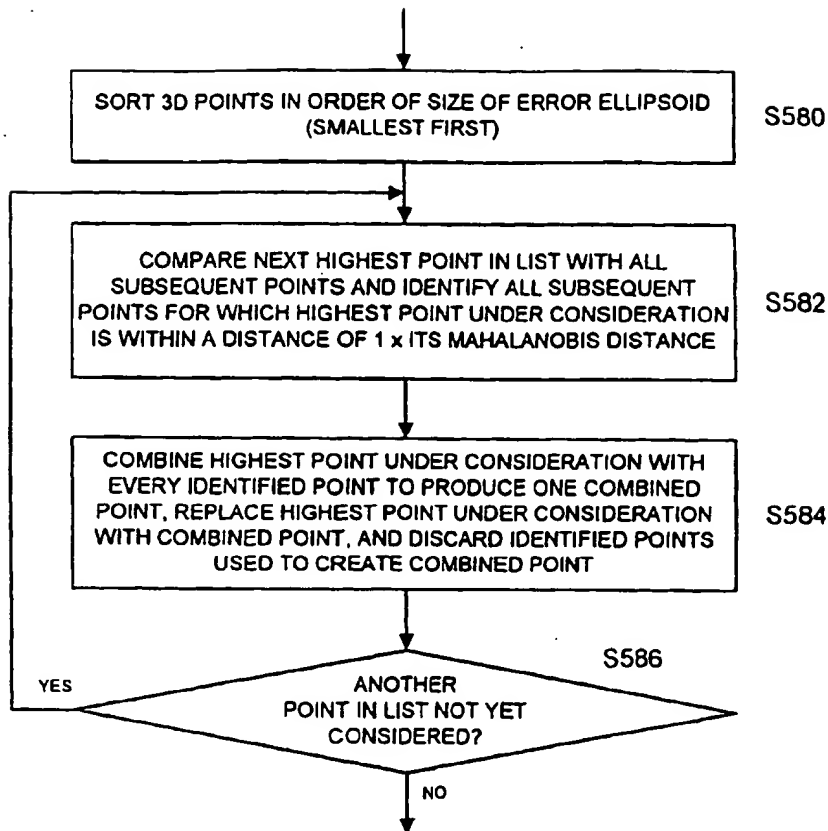 SORT 3D POINTS IN ORDER OF SIZE OF ERROR ELLIPSOID
(SMALLEST FIRST)
S580
COMPARE NEXT HIGHEST POINT IN LIST WITH ALL
SUBSEQUENT POINTS AND IDENTIFY ALL SUBSEQUENT
POINTS FOR WHICH HIGHEST POINT UNDER CONSIDERATION
IS WITHIN A DISTANCE OF 1 x ITS MAHALANOBIS DISTANCE
S582
COMBINE HIGHEST POINT UNDER CONSIDERATION WITH
EVERY IDENTIFIED POINT TO PRODUCE ONE COMBINED
POINT, REPLACE HIGHEST POINT UNDER CONSIDERATION
WITH COMBINED POINT, AND DISCARD IDENTIFIED POINTS
USED TO CREATE COMBINED POINT
S584
S586
YES
ANOTHER
POINT IN LIST NOT YET
CONSIDERED?
NO